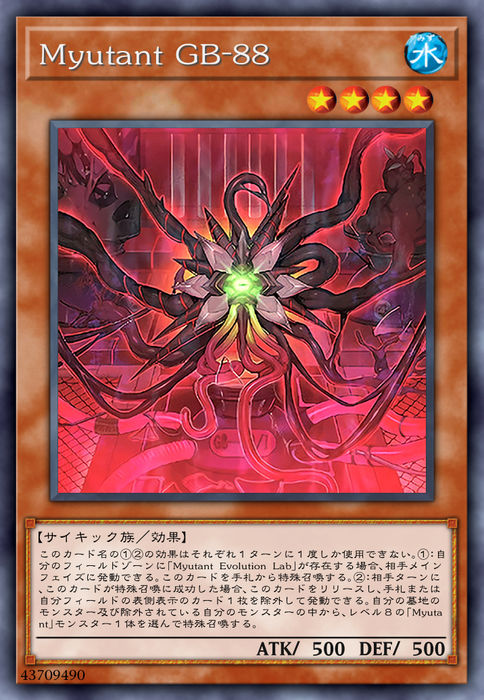 Myutant GB-88
みず
水
GB-
【サイキック族／効果】
このカード名の①②の効果はそれぞれ１ターンに１度しか使用できない。①：自
分のフィールドゾーンに「Myutant Evolution Lab」が存在する場合、相手メイン
フェイズに発動できる。このカードを手札から特殊召喚する。②：相手ターンに
、このカードが特殊召喚に成功した場合、このカードをリリースし、手札または
自分フィールドの表側表示のカード１枚を除外して発動できる。自分の墓地の
モンスター及び除外されている自分のモンスターの中から、レベル８の「Myuta
nt」モンスター１体を選んで特殊召喚する。
ATK/ 500 DEF/ 500
43709490